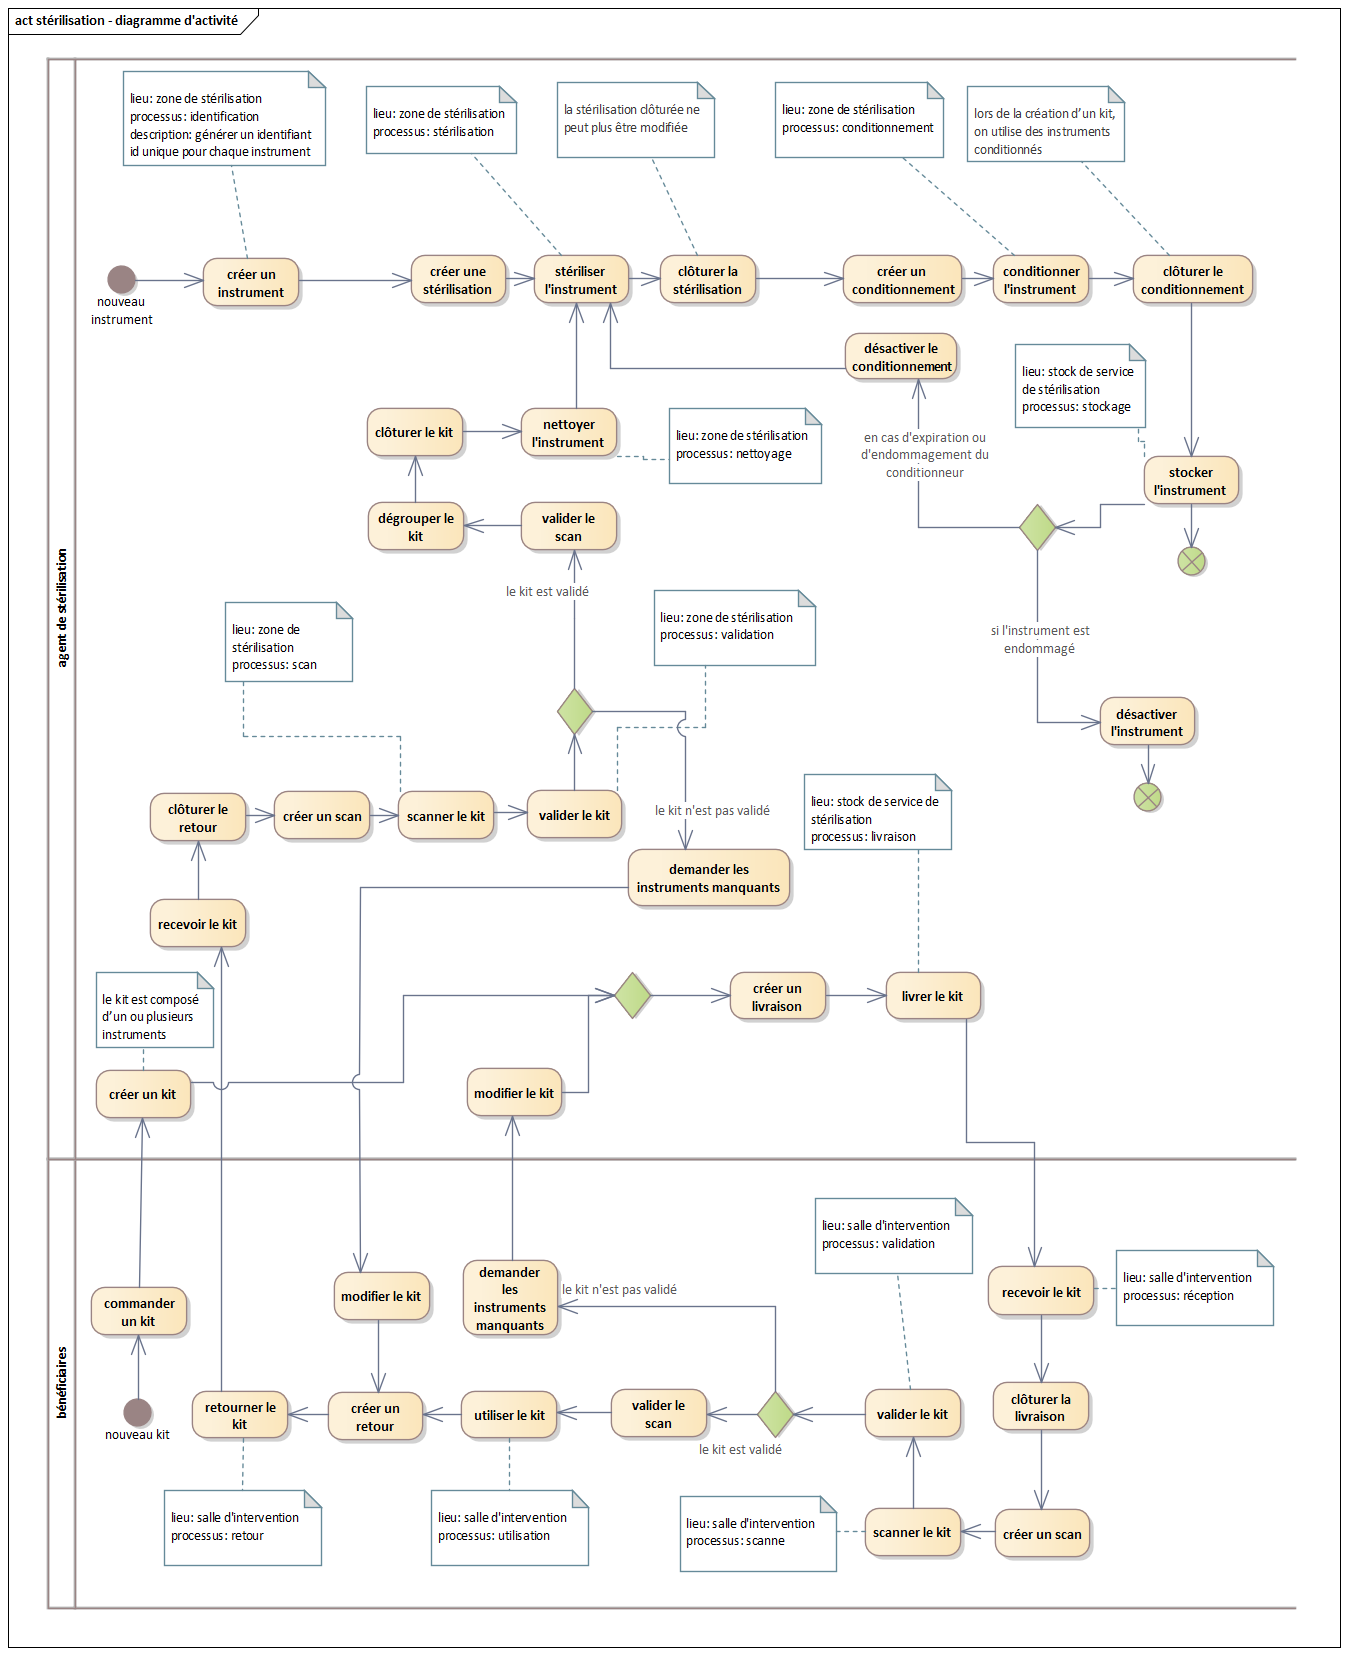 act stérilisation - diagramme d'activité
lieu: zone de stérilisation
processus: identification
description: générer un identifiant
id unique pour chaque instrument
lieu: zone de stérilisation
processus: stérilisation
la stérilisation clôturée ne
peut plus être modifiée
lieu: zone de stérilisation
processus: conditionnement
lors de la création d'un kit,
on utilise des instruments
conditionnés
nouveau
instrument
créer un
instrument
créer une
stérilisation
stériliser
l'instrument
clôturer la
stérilisation
créer un
conditionnement
conditionner
l'instrument
clôturer le
conditionnement
désactiver le
conditionnement
lieu: stock de service
de stérilisation
processus: stockage
clôturer le kit
nettoyer
l'instrument
lieu: zone de stérilisation
processus: nettoyage
en cas d'expiration ou
d'endommagement du
conditionneur
stocker
l'instrument
dégrouper le
kit
valider le
scan
le kit est validé
lieu: zone de
stérilisation
processus: scan
lieu: zone de stérilisation
processus: validation
si l'instrument est
endommagé
désactiver
l'instrument
agent de stérilisation
clôturer le
retour
créer un scan
scanner le kit
valider le kit
le kit n'est pas validé
lieu: stock de service de
stérilisation
processus: livraison
demander les
instruments manquants
recevoir le kit
le kit est composé
d'un ou plusieurs
instruments
créer un
livraison
livrer le kit
créer un kit
modifier le kit
lieu: salle d'intervention
processus: validation
commander
un kit
modifier le kit
demander
les
instruments
manquants
le kit n'est pas validé
recevoir le kit
lieu: salle d'intervention
processus: réception
bénéficiaires
nouveau kit
retourner le
kit
créer un
retour
utiliser le kit
valider le
scan
le kit est validé
valider le kit
clôturer la
livraison
lieu: salle d'intervention
processus: retour
lieu: salle d'intervention
processus: utilisation
lieu: salle d'intervention
processus: scanne
scanner le kit
créer un scan